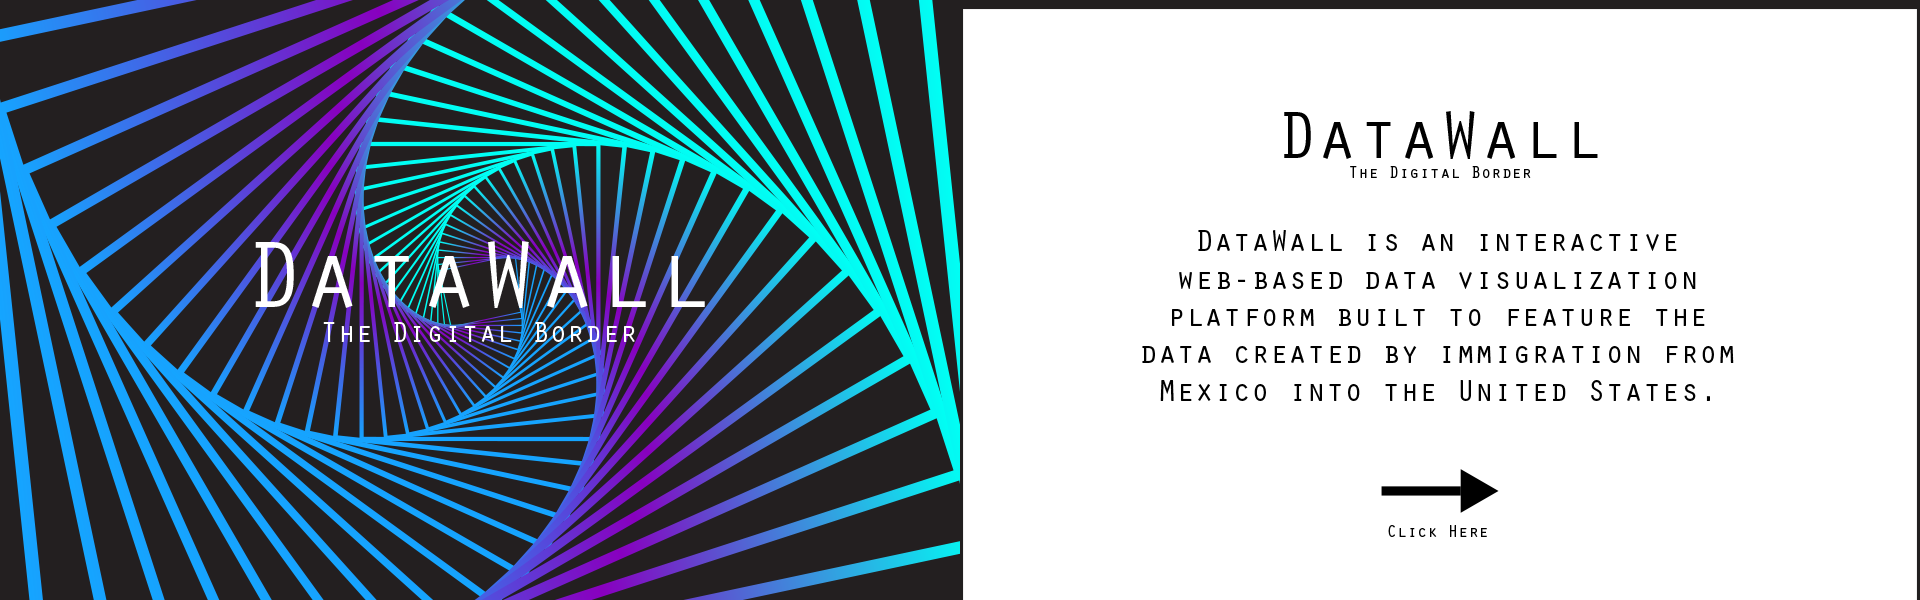 DataWall
The Digital Border
DataWall
The Digital Border
DataWall is an interactive
web-based data visualization
platform built to feature the
data created by immigration from
Mexico into the United States.
Click Here